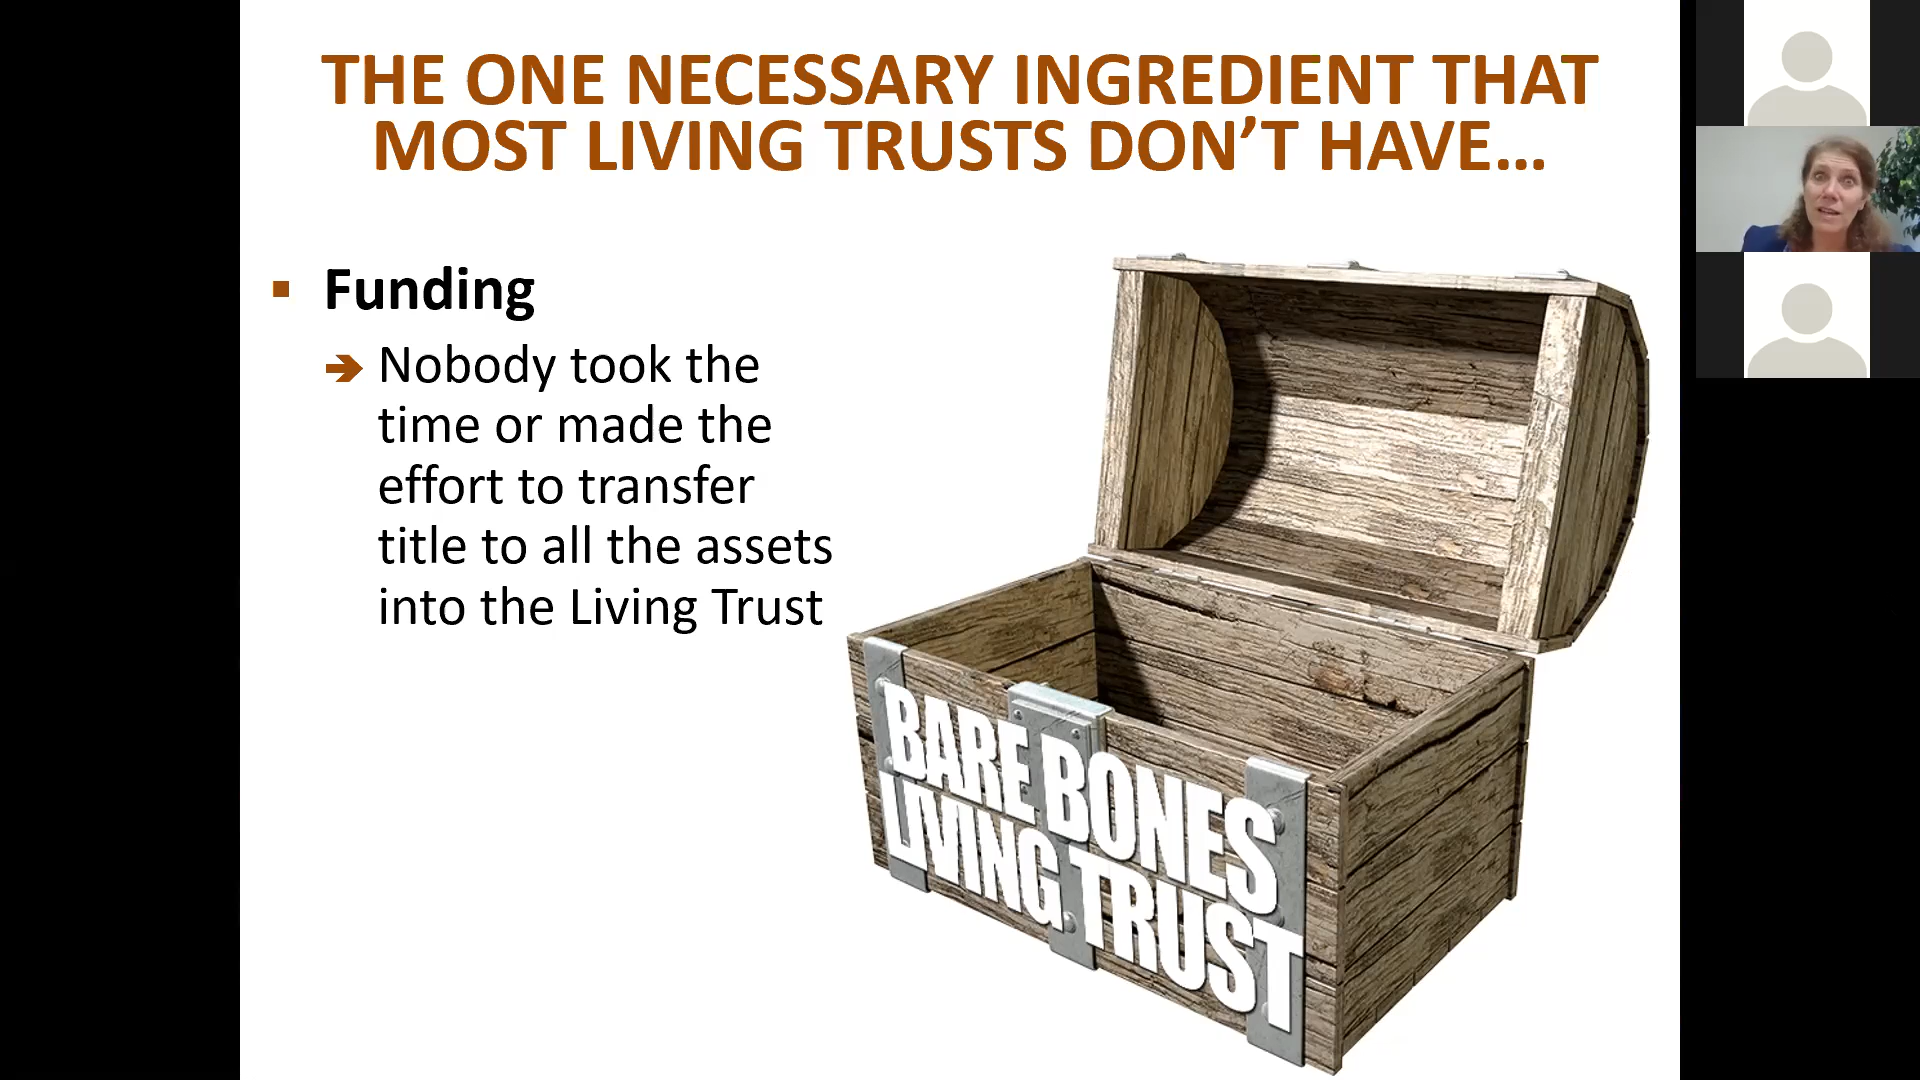 THE ONE NECESSARY INGREDIENT THAT
MOST LIVING TRUSTS DON’T HAVE…
▪ Funding
➔ Nobody took the
time or made the
effort to transfer
title to all the assets
into the Living Trust
BARE BONES
LIVING TRUST